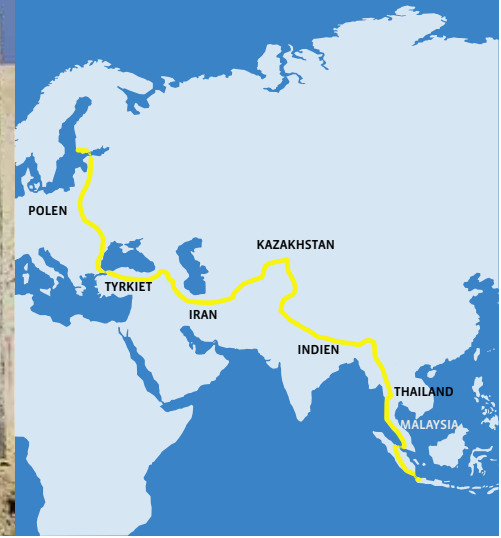 POLEN
KAZAKHSTAN
TYRKIET
IRAN
INDIEN
THAILAND
MALAYSIA